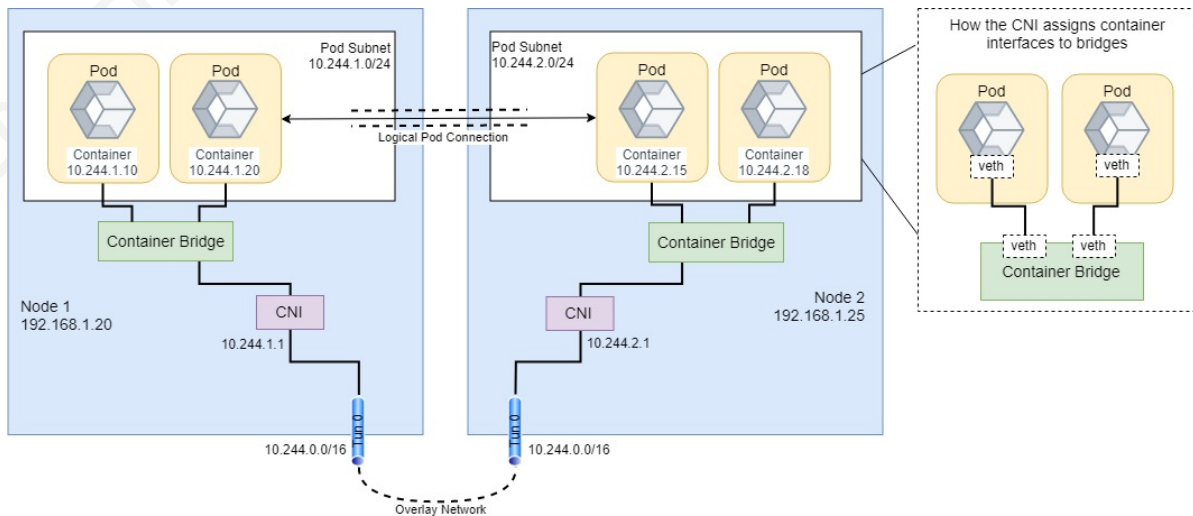 Pod Subnet
10.244.1.0/24
Pod
Pod
Container
10.244.1.10
Container
10.244.1.20
Logical Pod Connection
Pod Subnet
10.244.2.0/24
Pod
Pod
Container
10.244.2.15
Container
10.244.2.18
Container Bridge
Container Bridge
Node 1
192.168.1.20
CNI
10.244.1.1
CNI
10.244.2.1
Node 2
192.168.1.25
Tun 0
10.244.0.0/16
Tun 0
10.244.0.0/16
Overlay Network
How the CNI assigns container
interfaces to bridges
Pod
Pod
veth
veth
veth
veth
Container Bridge